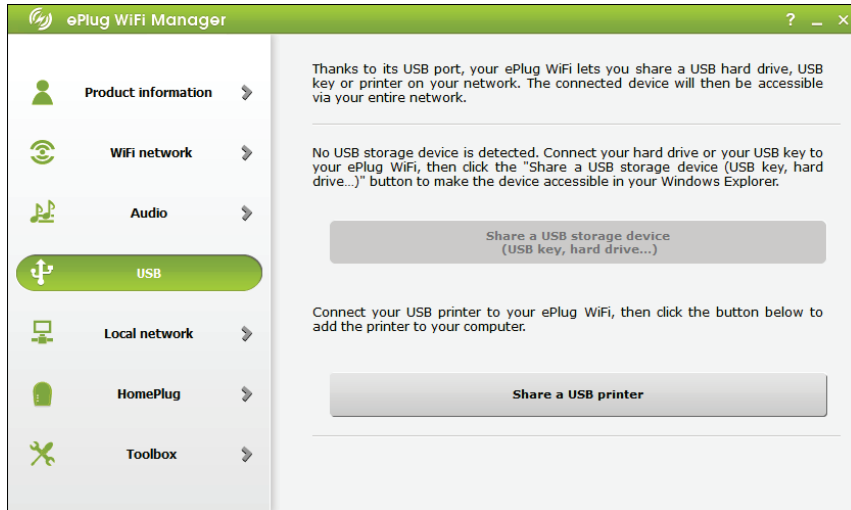 ePlug WiFi Manager
? _ ×
Product information
WiFi network
Audio
USB
Local network
HomePlug
Toolbox
Thanks to its USB port, your ePlug WiFi lets you share a USB hard drive, USB
key or printer on your network. The connected device will then be accessible
via your entire network.
No USB storage device is detected. Connect your hard drive or your USB key to
your ePlug WiFi, then click the "Share a USB storage device (USB key, hard
drive...)" button to make the device accessible in your Windows Explorer.
Share a USB storage device
(USB key, hard drive...)
Connect your USB printer to your ePlug WiFi, then click the button below to
add the printer to your computer.
Share a USB printer